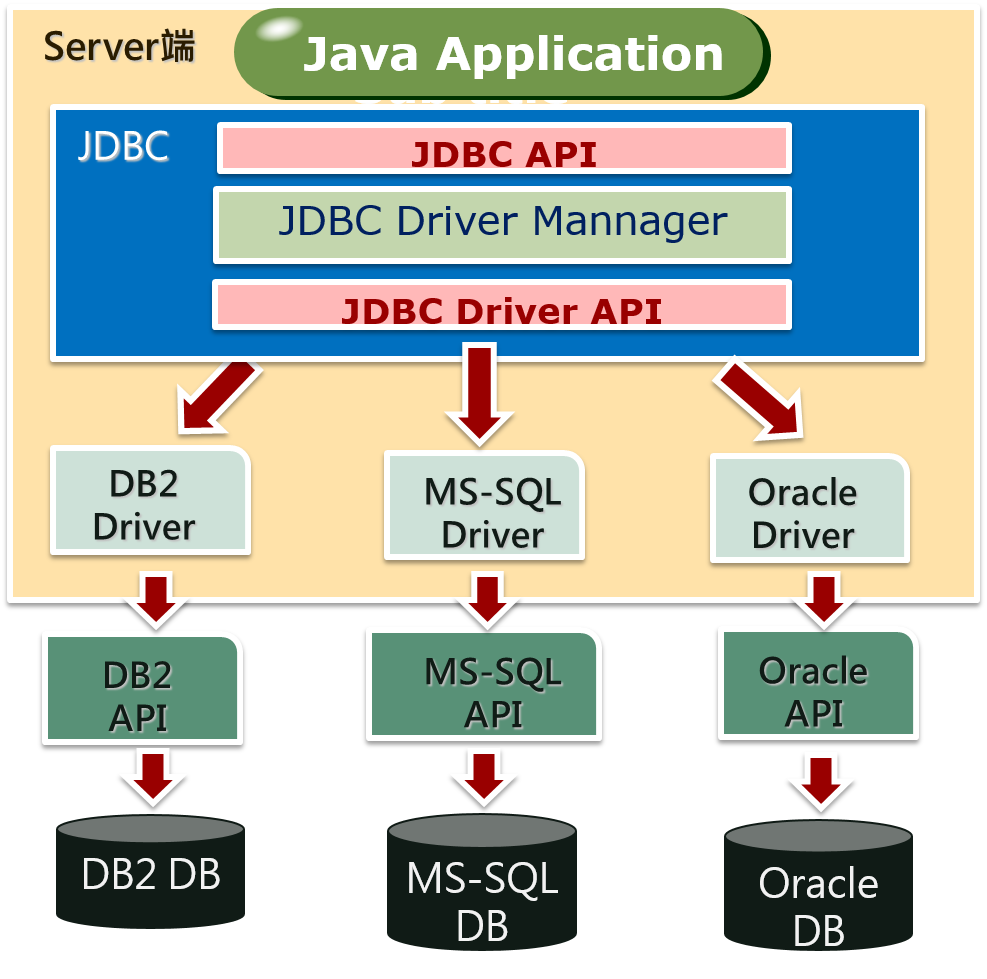 Server端
Java Application
JDBC
JDBC API
JDBC Driver Mannager
JDBC Driver API
DB2
Driver
MS-SQL
Driver
Oracle
Driver
DB2
API
MS-SQL
API
Oracle
API
DB2 DB
MS-SQL
DB
Oracle
DB